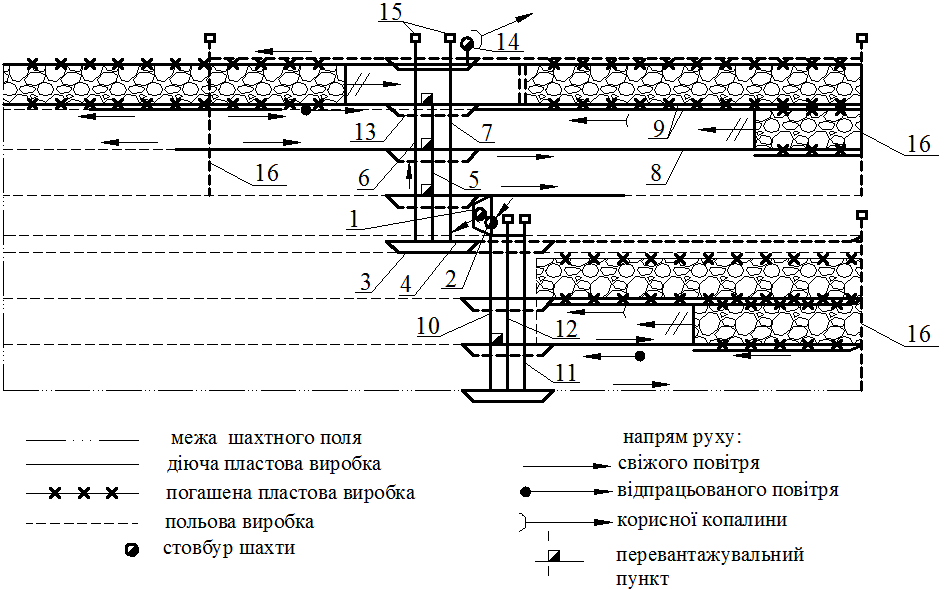 15
14
13
7
9
16
16
6
5
8
1
3
4
2
10
12
16
11
межа шахтного поля
діюча пластова виробка
погашена пластова виробка
польова виробка
стовбур шахти
напрям руху:
свіжого повітря
відпрацьованого повітря
корисної копалини
перевантажувальний
пункт